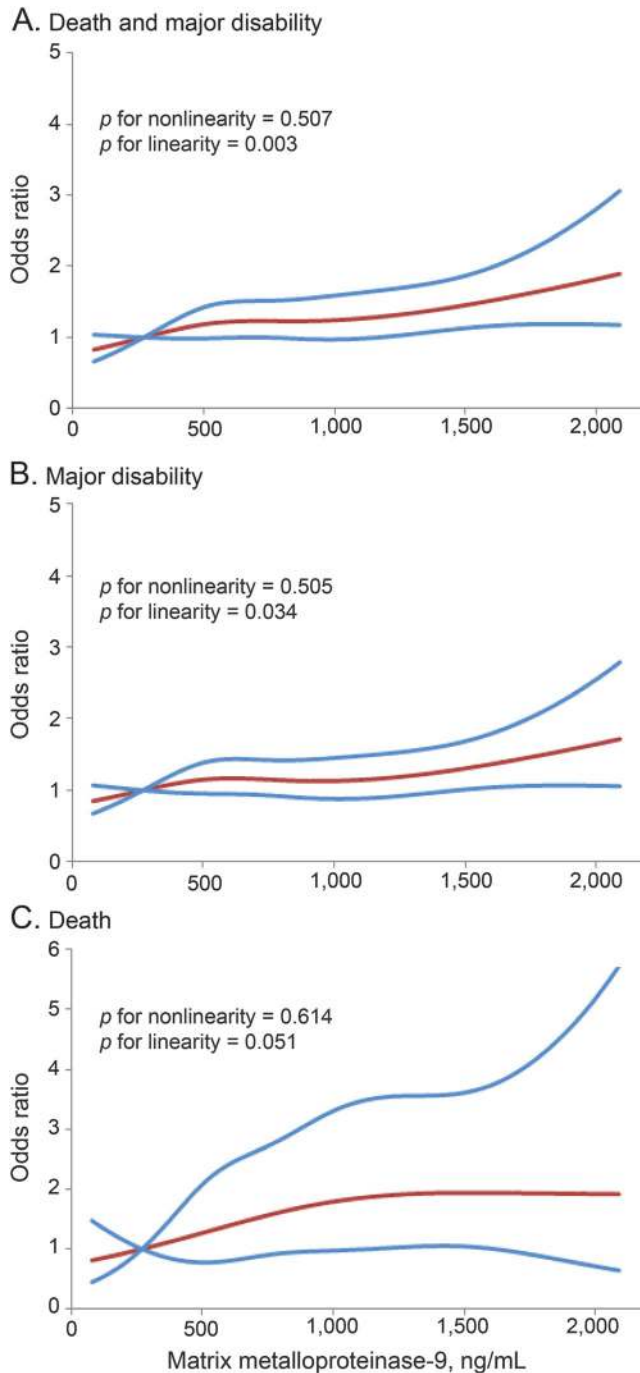 A. Death and major disability
5
p for nonlinearity = 0.507
p for linearity = 0.003
4
3
2
1
0
Odds ratio
0 500 1,000 1,500 2,000
B. Major disability
5
4
p for nonlinearity = 0.505
p for linearity = 0.034
3
2
1
0
Odds ratio
0 500 1,000 1,500 2,000
C. Death
6
5
p for nonlinearity = 0.614
p for linearity = 0.051
4
3
2
1
0
Odds ratio
0 500 1,000 1,500 2,000
Matrix metalloproteinase-9, ng/mL